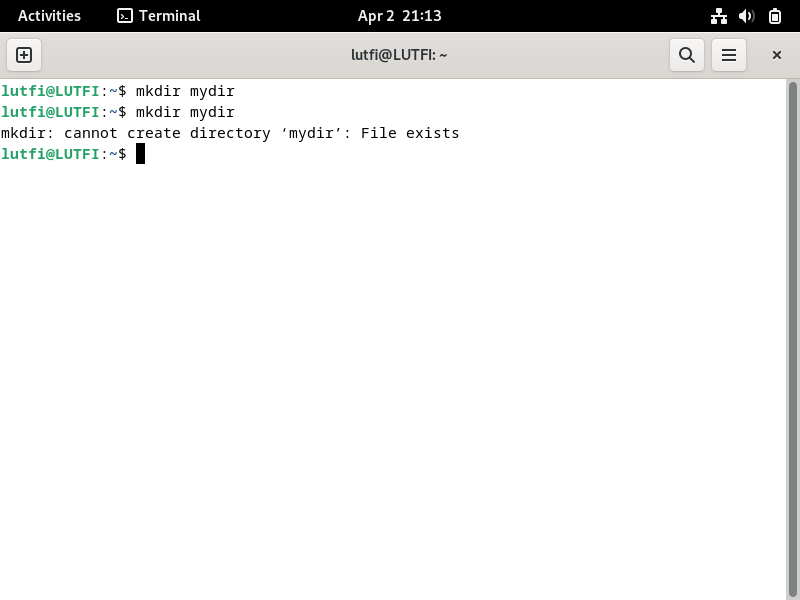 Activities Terminal Apr 2 21:13
lutfi@LUTFI: ~
lutfi@LUTFI:~$ mkdir mydir
lutfi@LUTFI:~$ mkdir mydir
mkdir: cannot create directory ‘mydir’: File exists
lutfi@LUTFI:~$